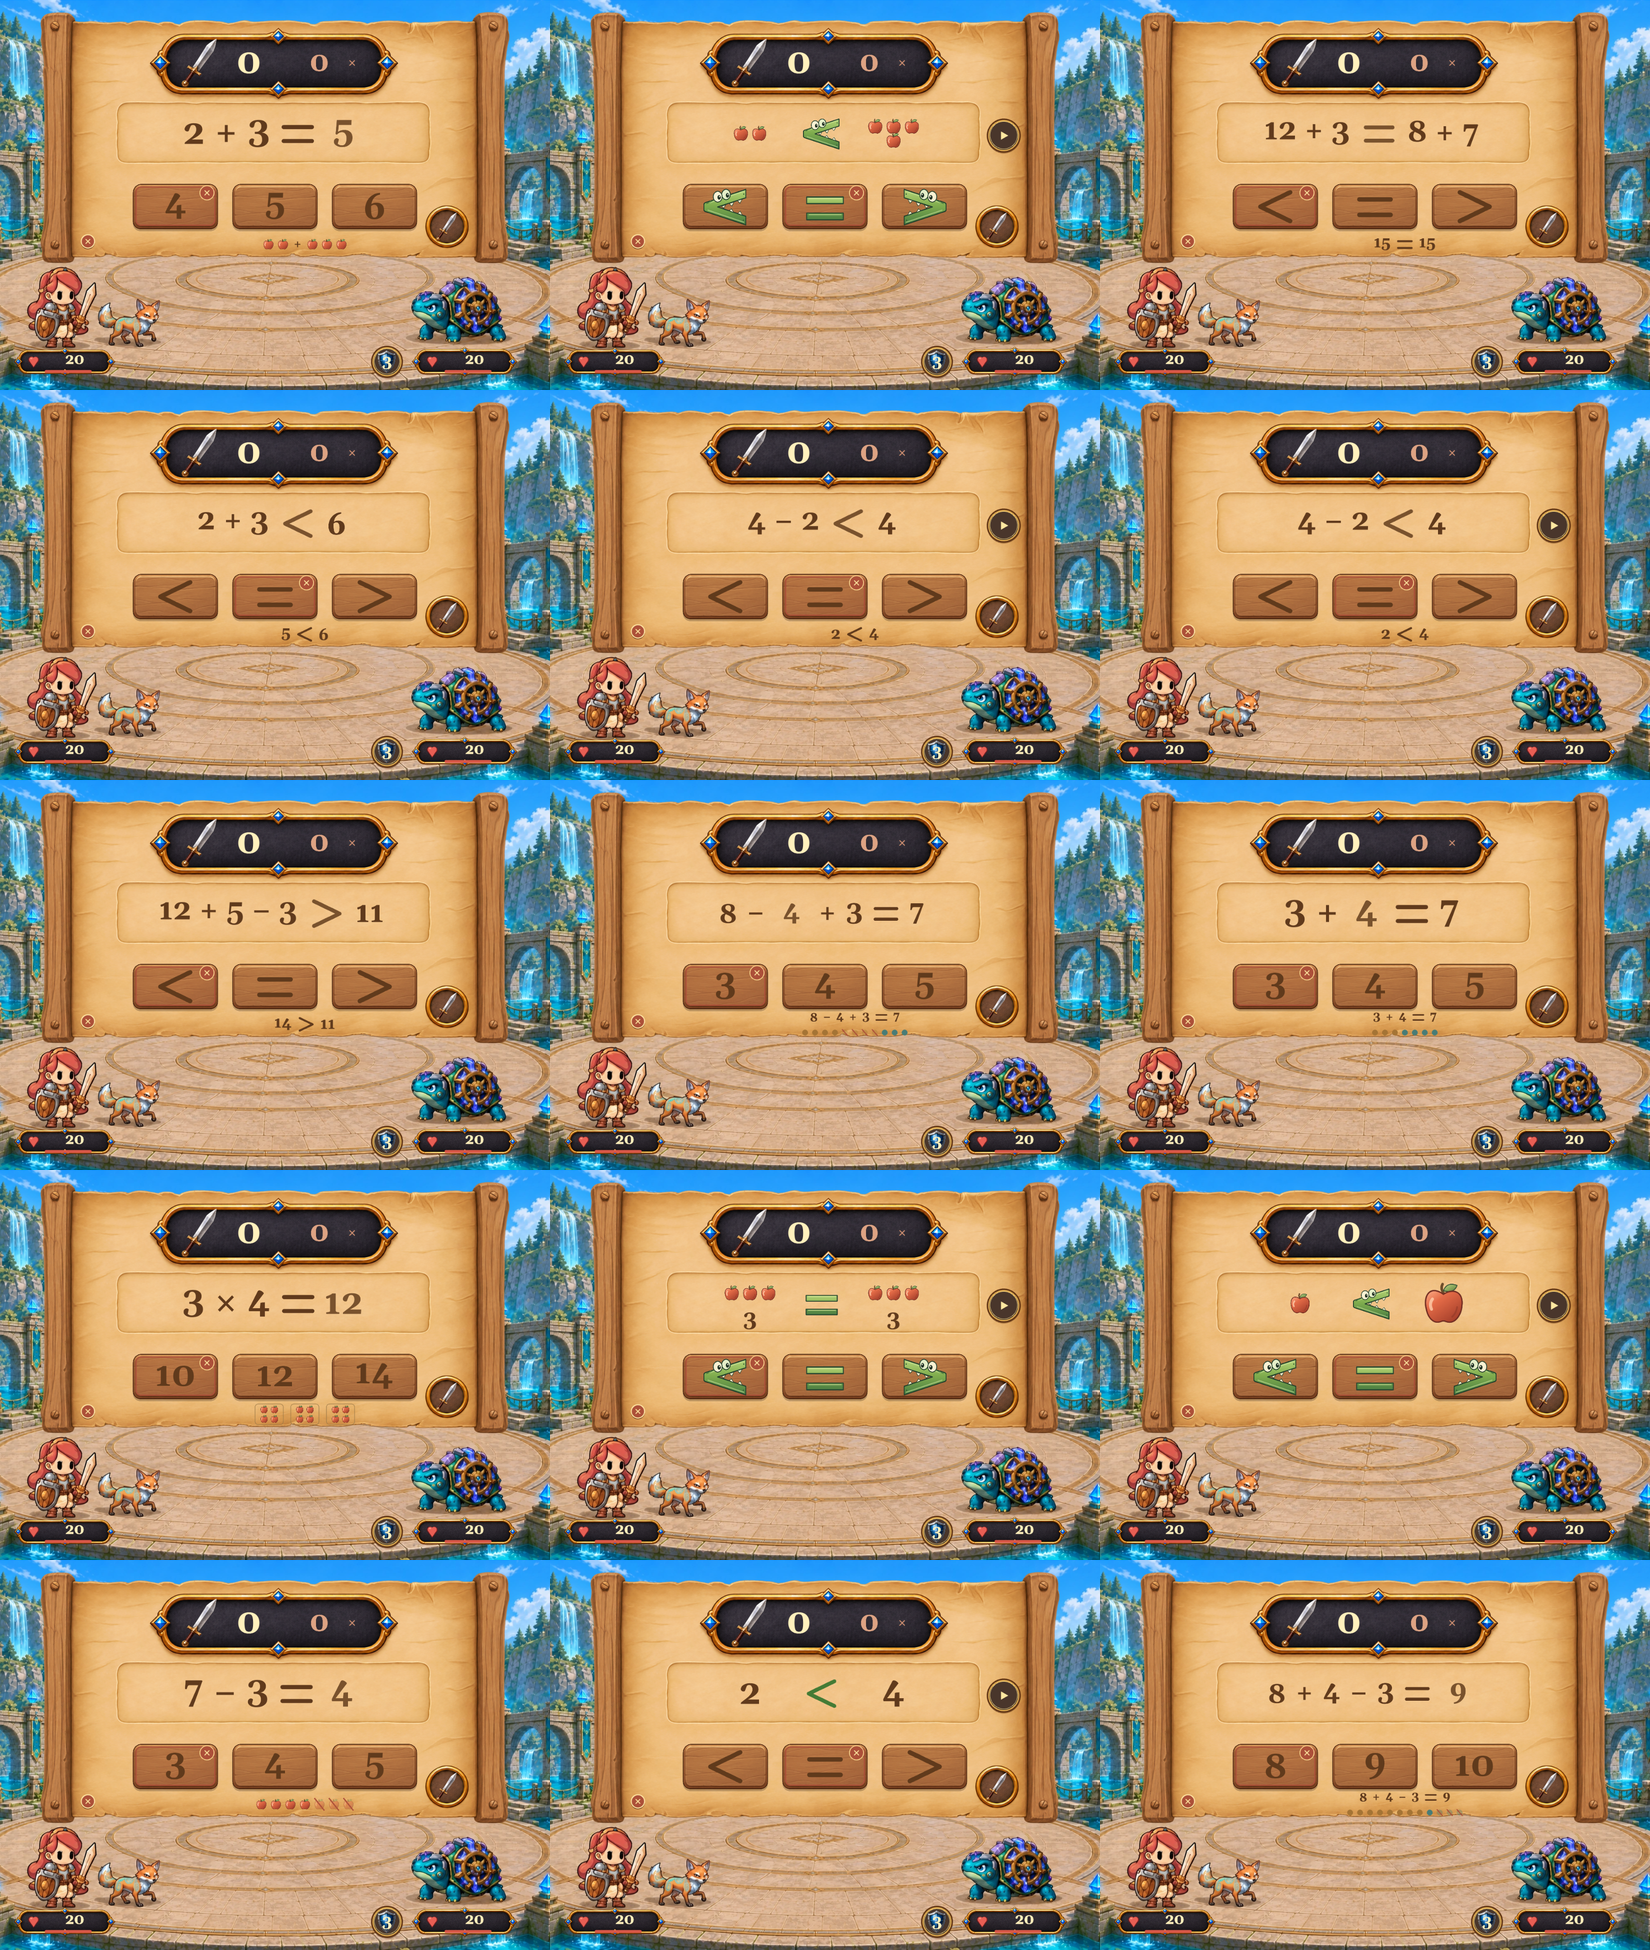 0 0 ×
2 + 3 = 5
4 5 6
+
20 3 20
0 0 ×
<
< = >
20 3 20
0 0 ×
12 + 3 = 8 + 7
< = >
15 = 15
20 3 20
0 0 ×
2 + 3 < 6
< = >
5 < 6
20 3 20
0 0 ×
4 − 2 < 4
< = >
2 < 4
20 3 20
0 0 ×
4 − 2 < 4
< = >
2 < 4
20 3 20
0 0 ×
12 + 5 − 3 > 11
< = >
14 > 11
20 3 20
0 0 ×
8 − 4 + 3 = 7
3 4 5
8 − 4 + 3 = 7
20 3 20
0 0 ×
3 + 4 = 7
3 4 5
3 + 4 = 7
20 3 20
0 0 ×
3 × 4 = 12
10 12 14
20 3 20
0 0 ×
=
3 3
< = >
20 3 20
0 0 ×
<
< = >
20 3 20
0 0 ×
7 − 3 = 4
3 4 5
20 3 20
0 0 ×
2 < 4
< = >
20 3 20
0 0 ×
8 + 4 − 3 = 9
8 9 10
8 + 4 − 3 = 9
20 3 20